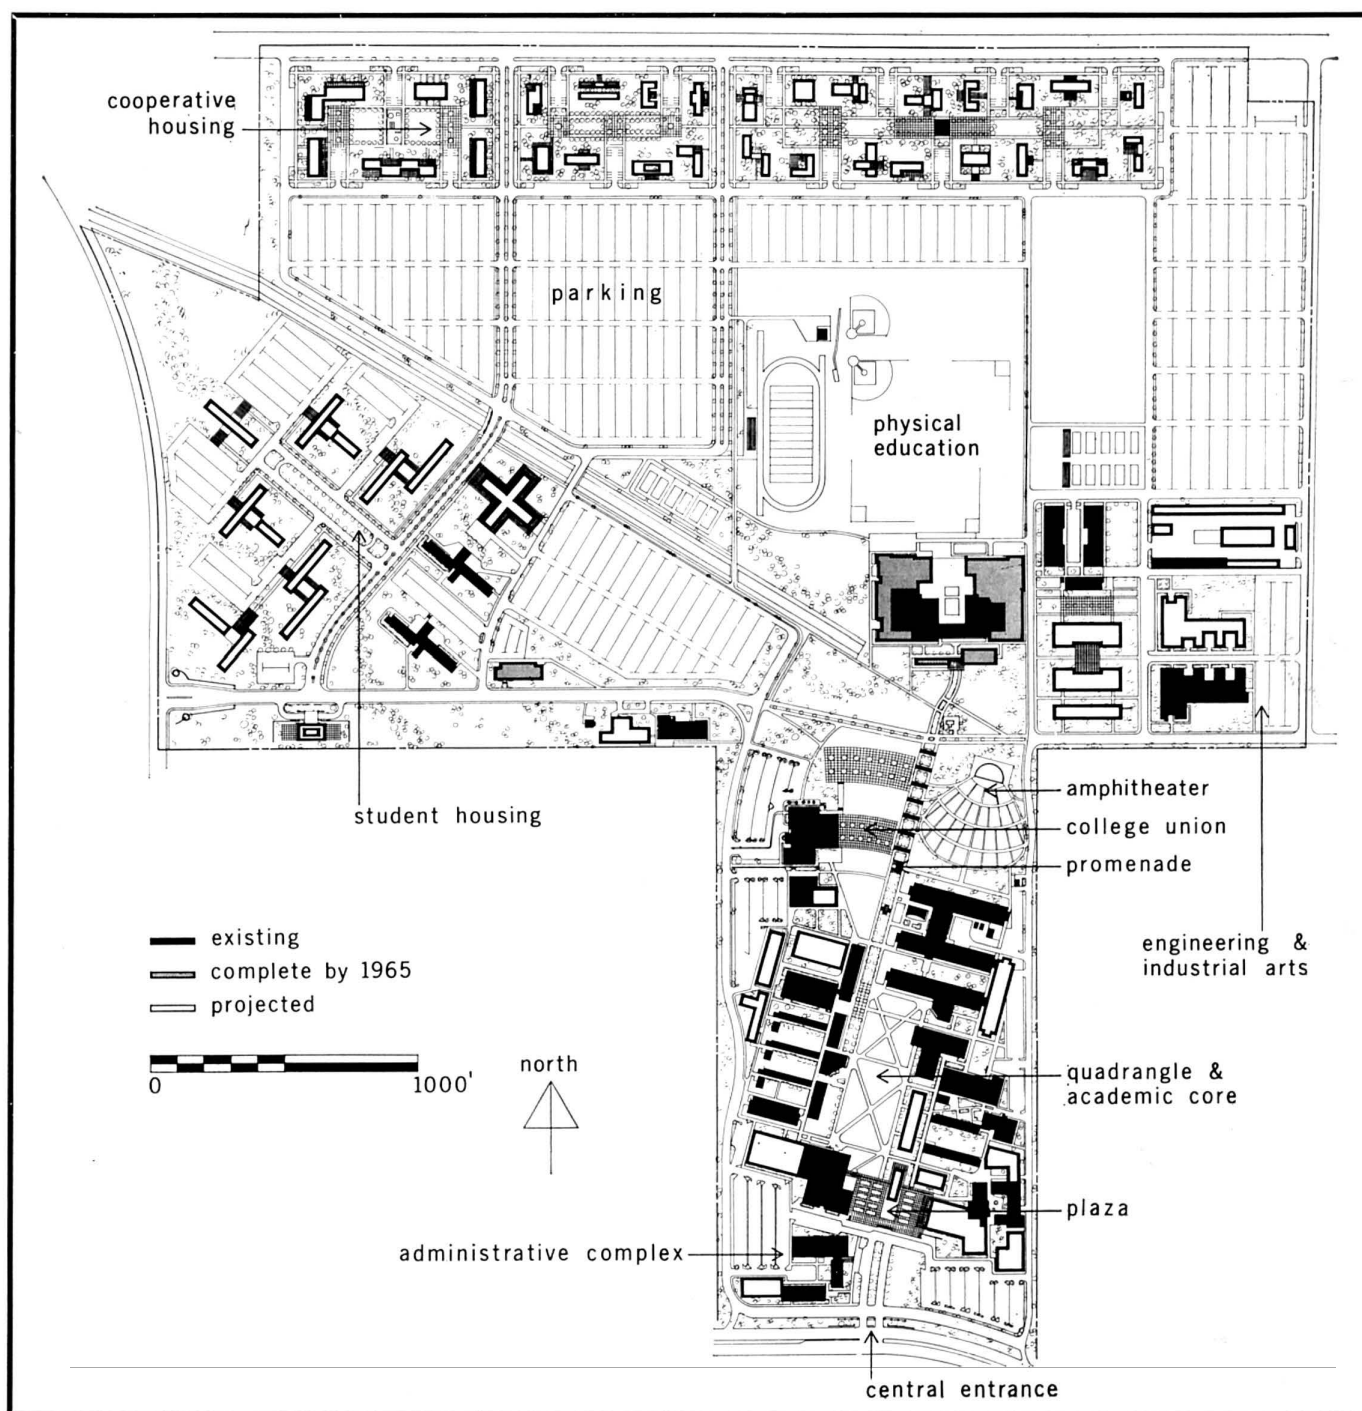 cooperative
housing
parking
physical
education
student housing
amphitheater
college union
promenade
engineering &
industrial arts
existing
complete by 1965
projected
0 1000'
north
quadrangle &
academic core
plaza
administrative complex
central entrance